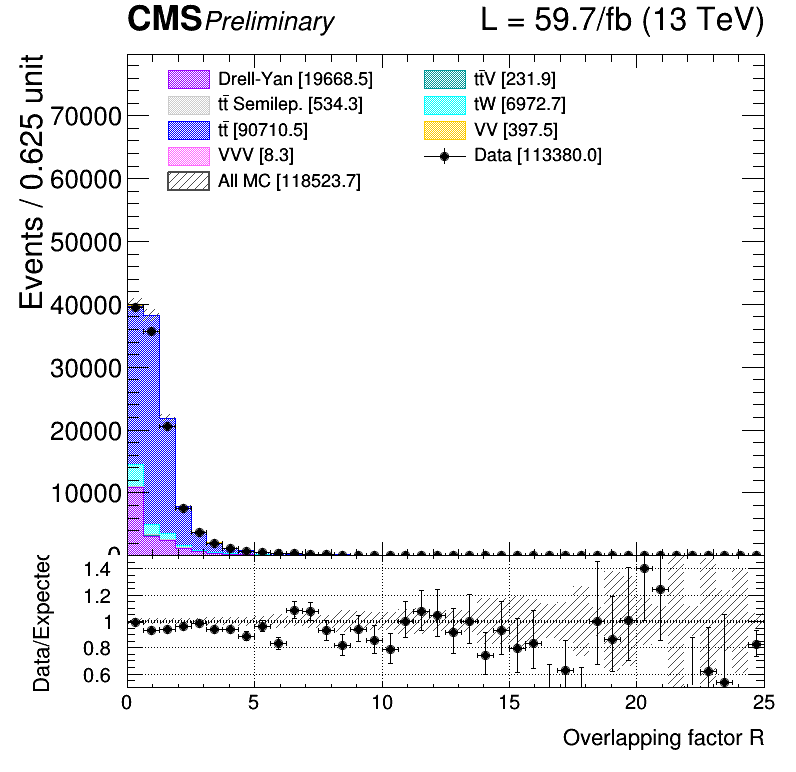 CMS Preliminary L = 59.7/fb (13 TeV)
Events / 0.625 unit
Drell-Yan [19668.5]
tt̄ Semilep. [534.3]
tt̄ [90710.5]
VVV [8.3]
All MC [118523.7]
tt̄V [231.9]
tW [6972.7]
VV [397.5]
Data [113380.0]
70000
60000
50000
40000
30000
20000
10000
0
Data/Expected
1.4
1.2
1
0.8
0.6
0 5 10 15 20 25
Overlapping factor R